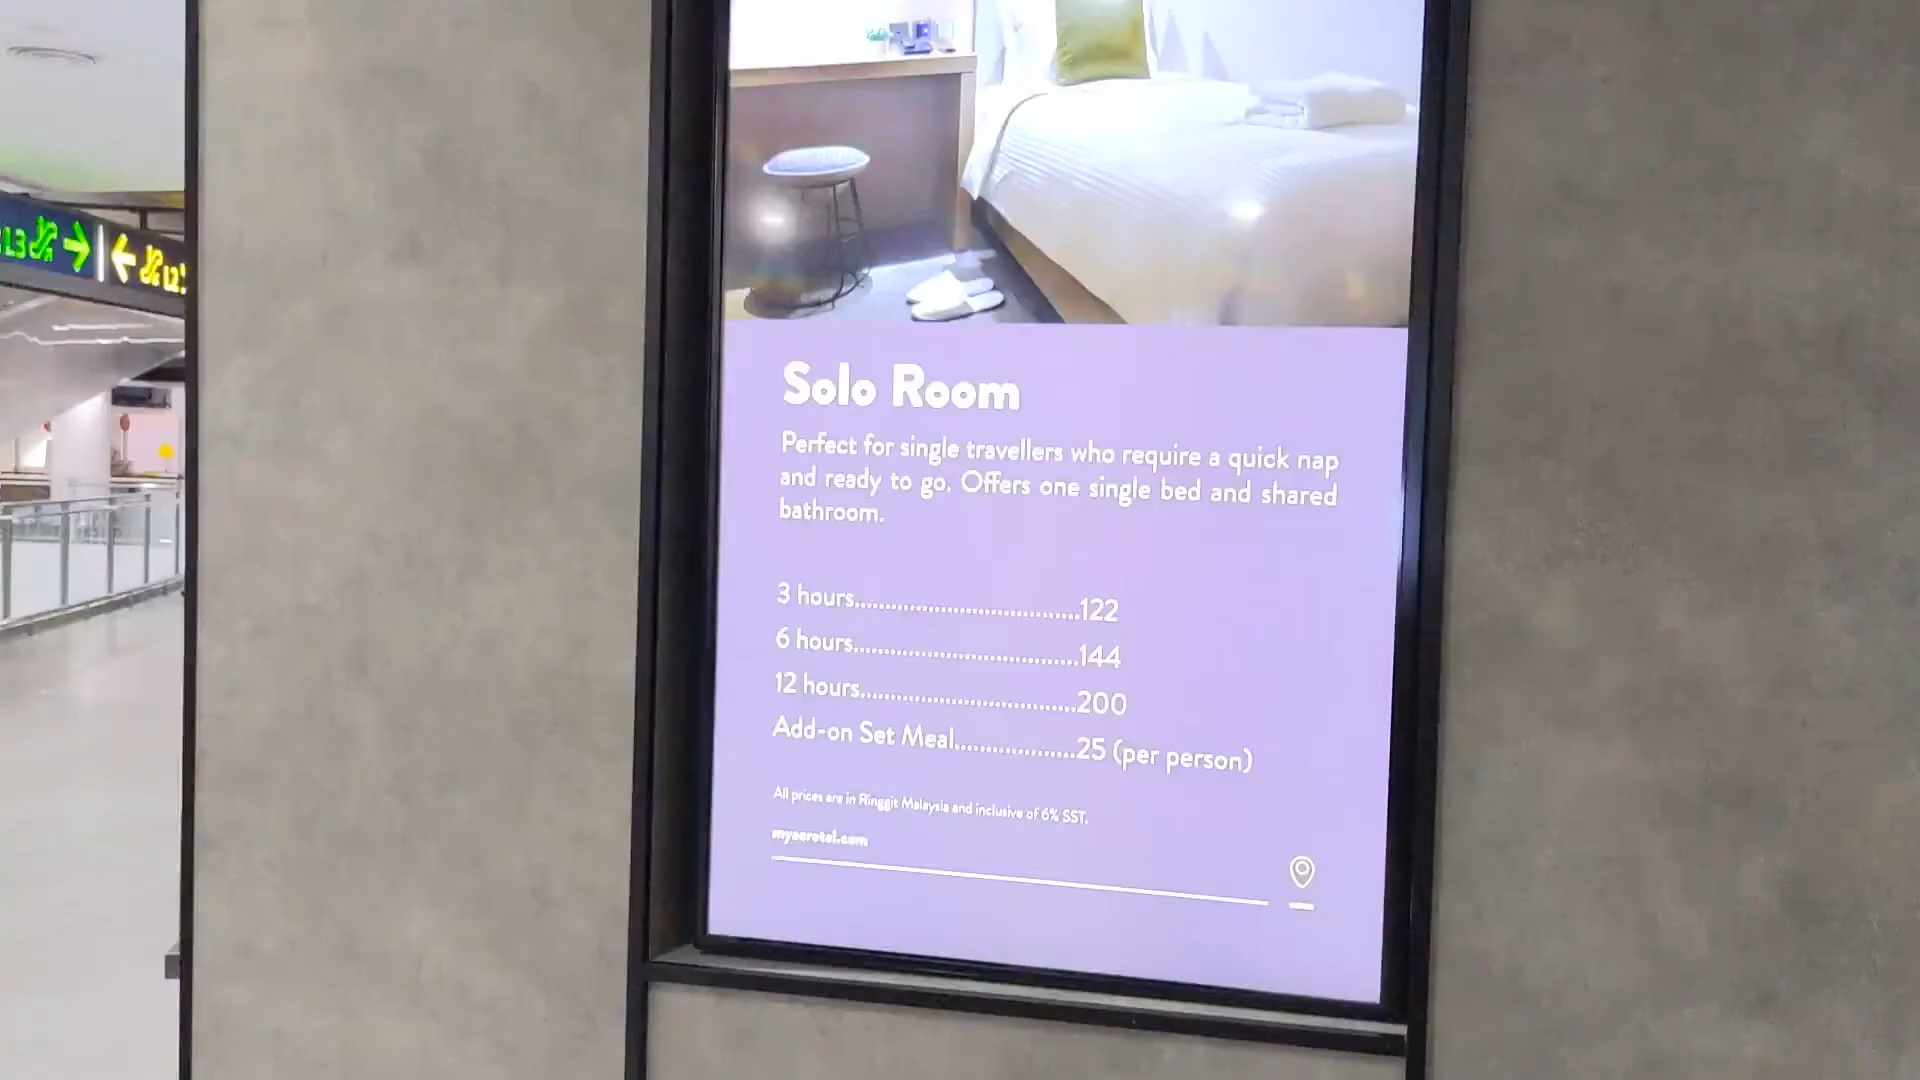 L3
L2
Solo Room
Perfect for single travellers who require a quick nap
and ready to go. Offers one single bed and shared
bathroom.
3 hours..................................122
6 hours..................................144
12 hours................................200
Add-on Set Meal..................25 (per person)
All prices are in Ringgit Malaysia and inclusive of 6% SST.
myaerotel.com